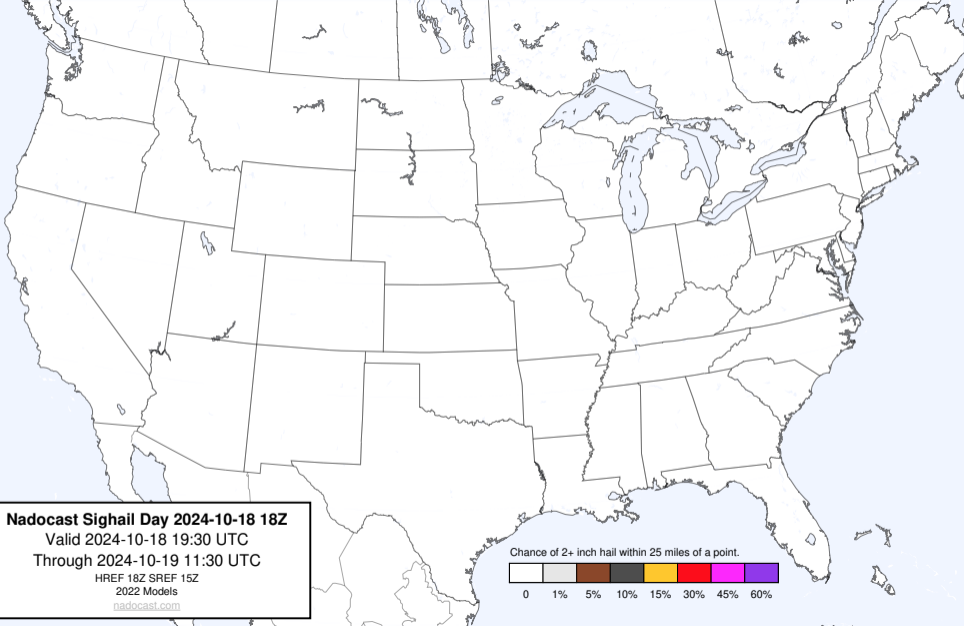 Nadocast Sighail Day 2024-10-18 18Z
Valid 2024-10-18 19:30 UTC
Through 2024-10-19 11:30 UTC
HREF 18Z SREF 15Z
2022 Models
nadocast.com
Chance of 2+ inch hail within 25 miles of a point.
0 1% 5% 10% 15% 30% 45% 60%